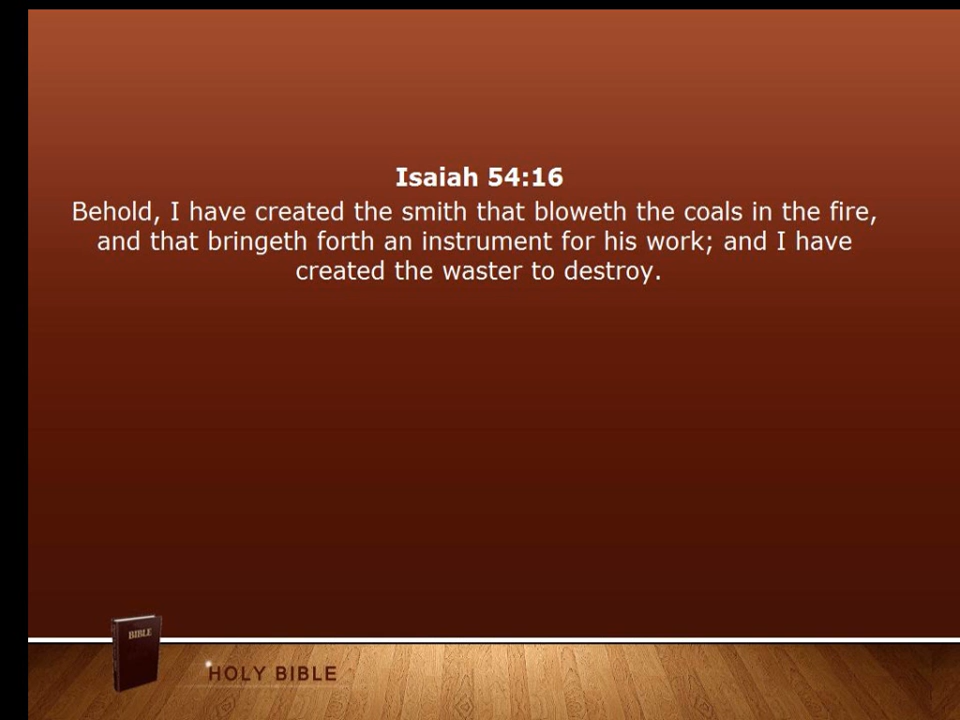 Isaiah 54:16
Behold, I have created the smith that bloweth the coals in the fire,
and that bringeth forth an instrument for his work; and I have
created the waster to destroy.
BIBLE
HOLY BIBLE